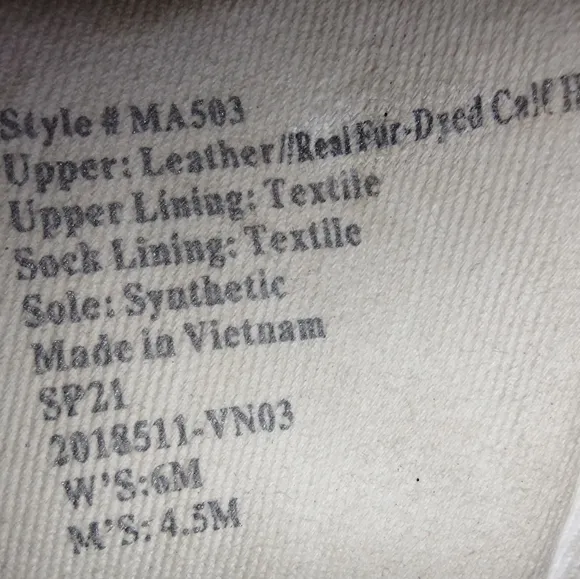 Style # MA503
Upper: Leather//Real Fur-Dyed Calf H
Upper Lining: Textile
Sock Lining: Textile
Sole: Synthetic
Made in Vietnam
SP21
2018511-VN03
W'S:6M
M'S: 4.5M